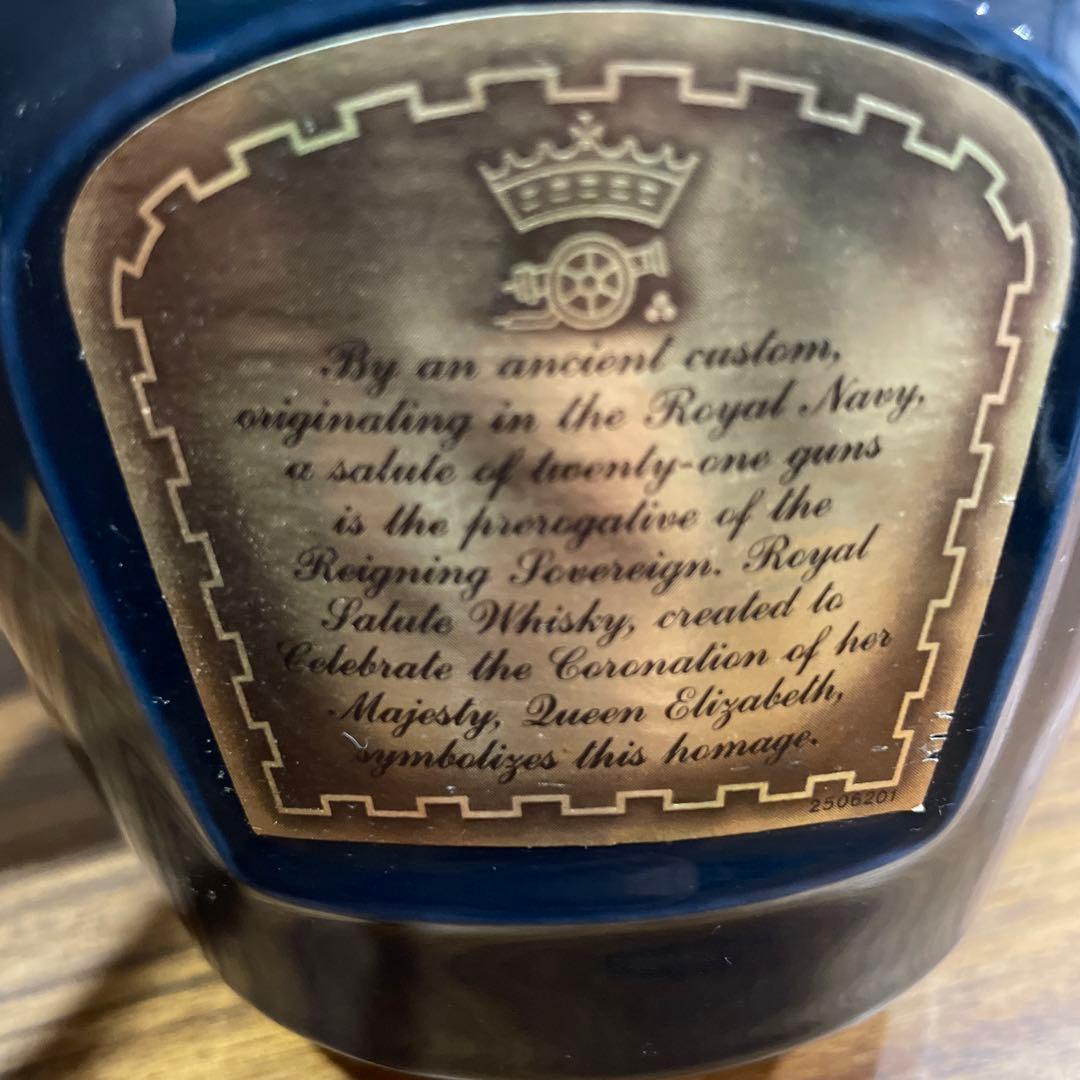 By an ancient custom,
originating in the Royal Navy,
a salute of twenty-one guns
is the prerogative of the
Reigning Sovereign. Royal
Salute Whisky, created to
Celebrate the Coronation of her
Majesty, Queen Elizabeth,
symbolizes this homage.
2506201